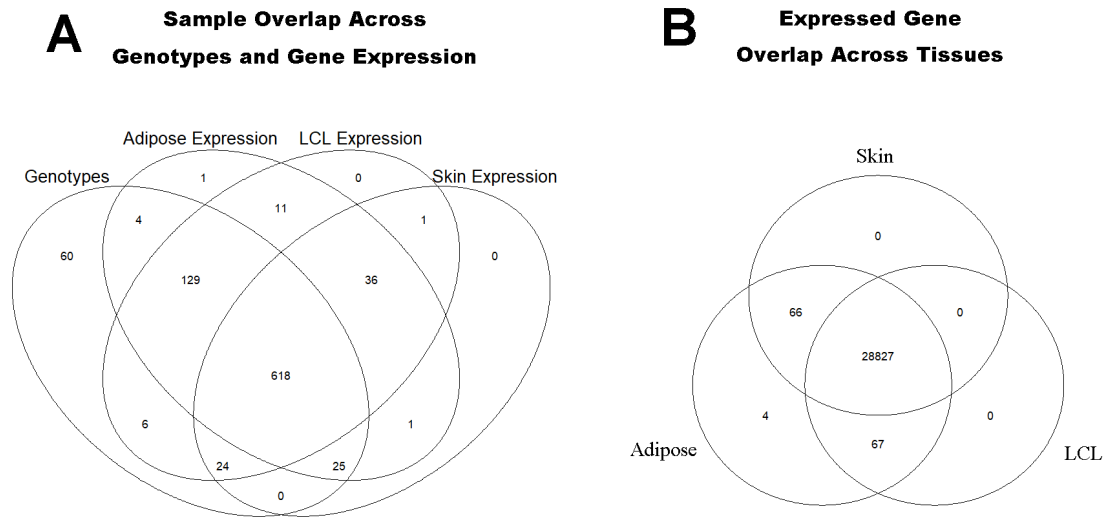 A
Sample Overlap Across
Genotypes and Gene Expression
Adipose Expression
LCL Expression
Genotypes
Skin Expression
1
0
4
11
1
60
0
129
36
618
6
1
24
25
0
B
Expressed Gene
Overlap Across Tissues
Skin
0
66
0
28827
4
0
67
Adipose
LCL